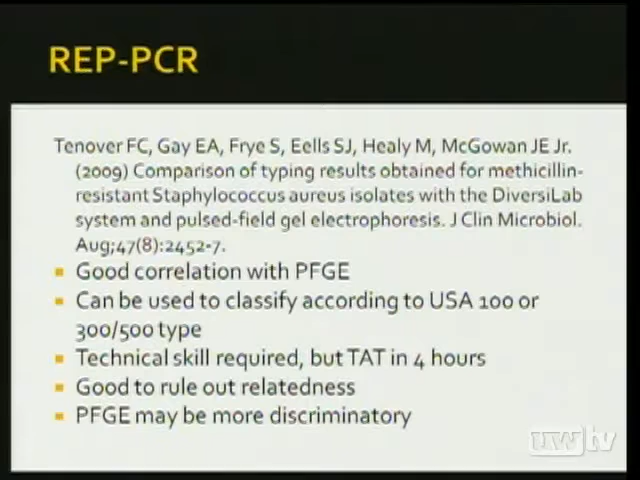 REP-PCR
Tenover FC, Gay EA, Frye S, Eells SJ, Healy M, McGowan JE Jr.
(2009) Comparison of typing results obtained for methicillin-
resistant Staphylococcus aureus isolates with the DiversiLab
system and pulsed-field gel electrophoresis. J Clin Microbiol.
Aug;47(8):2452-7.
Good correlation with PFGE
Can be used to classify according to USA 100 or
300/500 type
Technical skill required, but TAT in 4 hours
Good to rule out relatedness
PFGE may be more discriminatory
uwtv